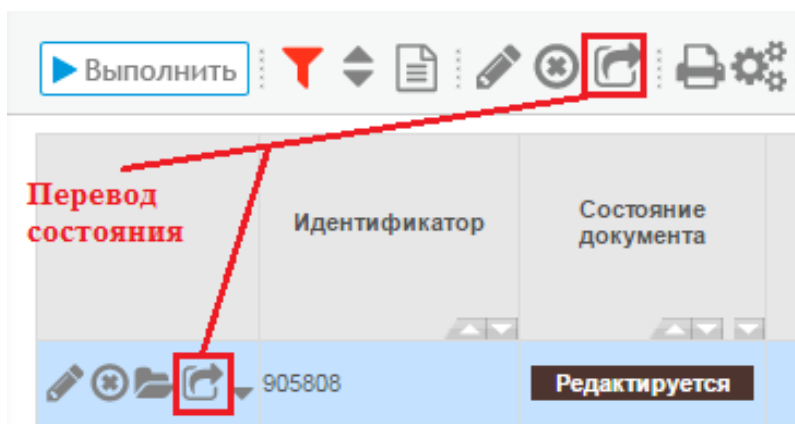 Выполнить
Перевод
состояния
Идентификатор
Состояние
документа
905808
Редактируется